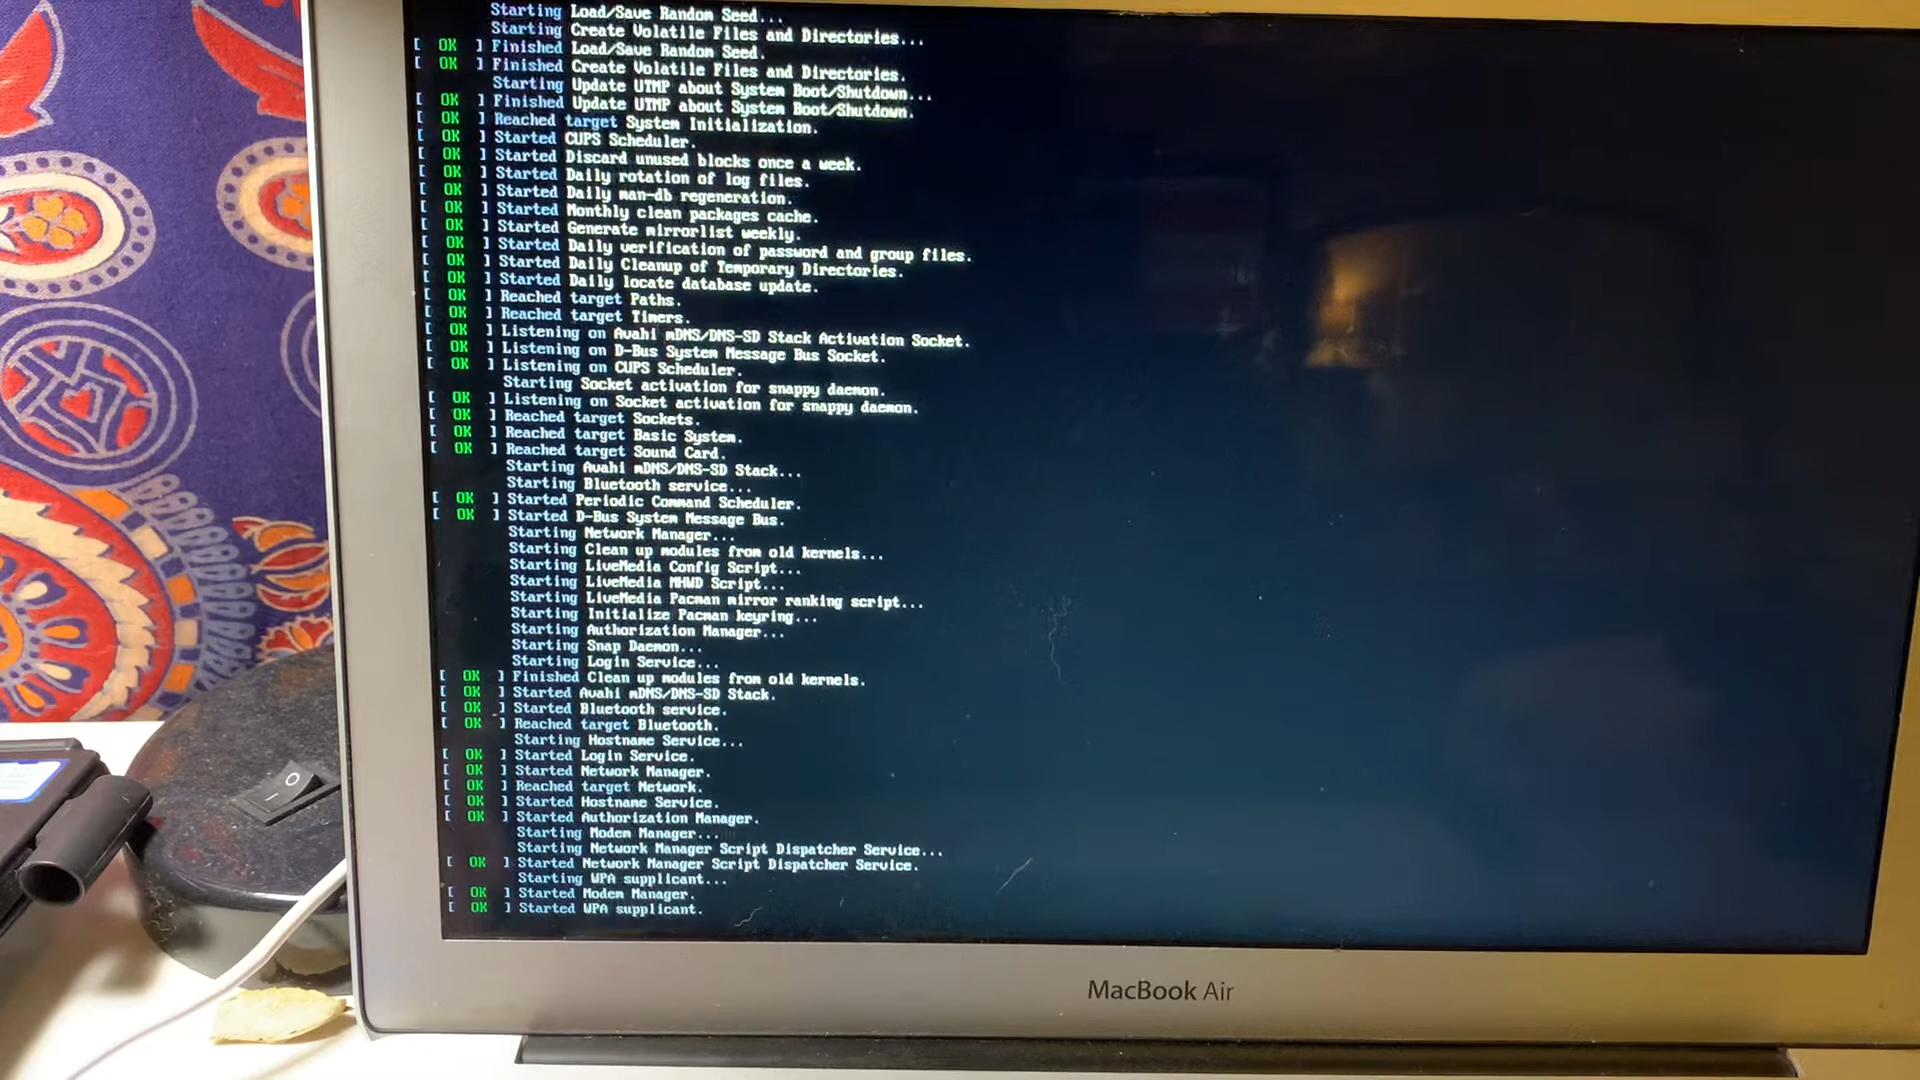 Starting Load/Save Random Seed...
Starting Create Volatile Files and Directories...
[ OK ] Finished Load/Save Random Seed.
[ OK ] Finished Create Volatile Files and Directories.
Starting Update UTMP about System Boot/Shutdown...
[ OK ] Finished Update UTMP about System Boot/Shutdown.
[ OK ] Reached target System Initialization.
[ OK ] Started CUPS Scheduler.
[ OK ] Started Discard unused blocks once a week.
[ OK ] Started Daily rotation of log files.
[ OK ] Started Daily man-db regeneration.
[ OK ] Started Monthly clean packages cache.
[ OK ] Started Generate mirrorlist weekly.
[ OK ] Started Daily verification of password and group files.
[ OK ] Started Daily Cleanup of Temporary Directories.
[ OK ] Started Daily locate database update.
[ OK ] Reached target Paths.
[ OK ] Reached target Timers.
[ OK ] Listening on Avahi mDNS/DNS-SD Stack Activation Socket.
[ OK ] Listening on D-Bus System Message Bus Socket.
[ OK ] Listening on CUPS Scheduler.
Starting Socket activation for snappy daemon.
[ OK ] Listening on Socket activation for snappy daemon.
[ OK ] Reached target Sockets.
[ OK ] Reached target Basic System.
[ OK ] Reached target Sound Card.
Starting Avahi mDNS/DNS-SD Stack...
Starting Bluetooth service...
[ OK ] Started Periodic Command Scheduler.
[ OK ] Started D-Bus System Message Bus.
Starting Network Manager...
Starting Clean up modules from old kernels...
Starting LiveMedia Config Script...
Starting LiveMedia MHWD Script...
Starting LiveMedia Pacman mirror ranking script...
Starting Initialize Pacman keyring...
Starting Authorization Manager...
Starting Snap Daemon...
Starting Login Service...
[ OK ] Finished Clean up modules from old kernels.
[ OK ] Started Avahi mDNS/DNS-SD Stack.
[ OK ] Started Bluetooth service.
[ OK ] Reached target Bluetooth.
Starting Hostname Service...
[ OK ] Started Login Service.
[ OK ] Started Network Manager.
[ OK ] Reached target Network.
[ OK ] Started Hostname Service.
[ OK ] Started Authorization Manager.
Starting Modem Manager...
Starting Network Manager Script Dispatcher Service...
[ OK ] Started Network Manager Script Dispatcher Service.
Starting WPA supplicant...
[ OK ] Started Modem Manager.
[ OK ] Started WPA supplicant.
MacBook Air